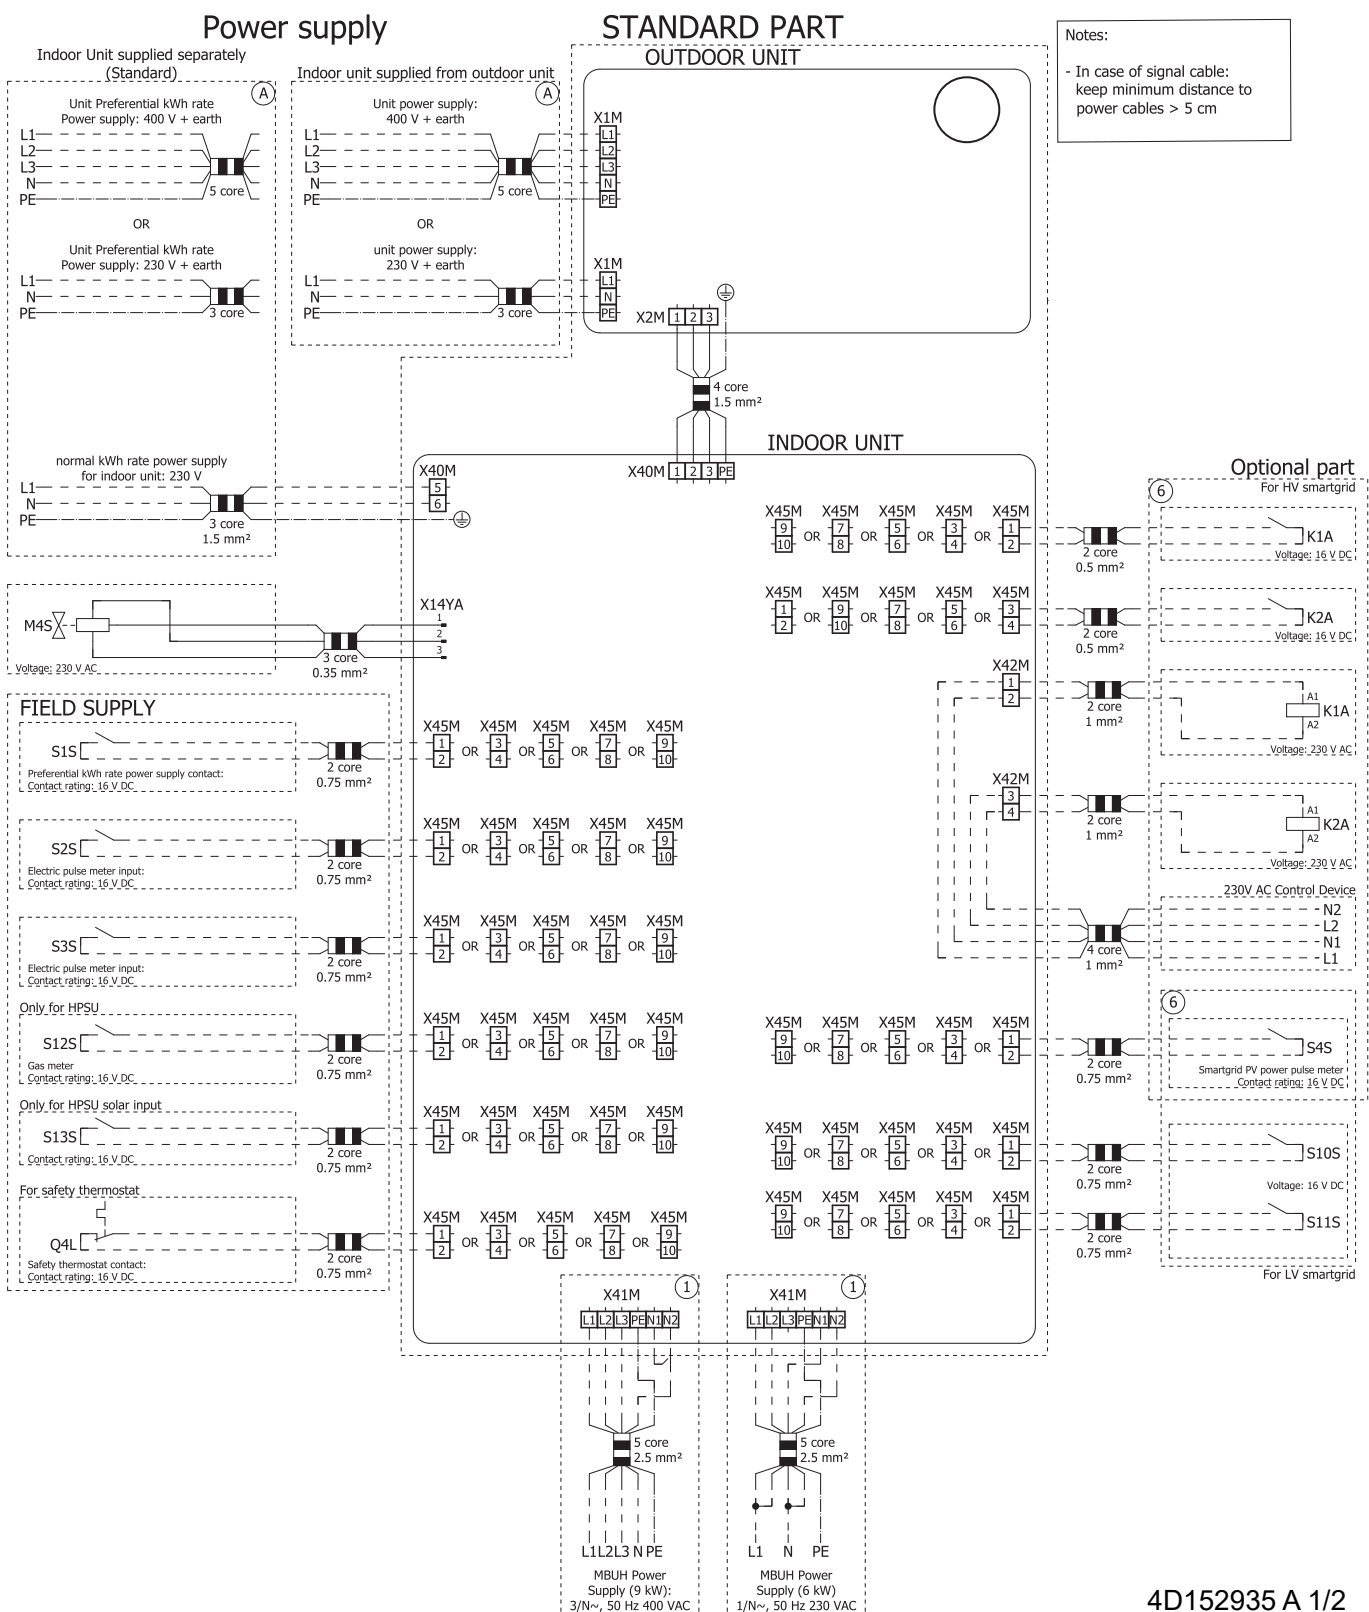 Power supply
STANDARD PART
Notes:
- In case of signal cable:
keep minimum distance to
power cables > 5 cm
Indoor Unit supplied separately
(Standard)
A
Unit Preferential kWh rate
Power supply: 400 V + earth
L1
L2
L3
N
PE
5 core
OR
Unit Preferential kWh rate
Power supply: 230 V + earth
L1
N
PE
3 core
normal kWh rate power supply
for indoor unit: 230 V
L1
N
PE
3 core
1.5 mm²
Indoor unit supplied from outdoor unit
A
Unit power supply:
400 V + earth
L1
L2
L3
N
PE
5 core
OR
unit power supply:
230 V + earth
L1
N
PE
3 core
OUTDOOR UNIT
X1M
L1
L2
L3
N
PE
X1M
L1
N
PE
X2M 1 2 3
4 core
1.5 mm²
INDOOR UNIT
X40M 1 2 3 PE
X40M
5
6
M4S
Voltage: 230 V AC
3 core
0.35 mm²
X14YA
1
2
3
FIELD SUPPLY
S1S
Preferential kWh rate power supply contact:
Contact rating: 16 V DC
2 core
0.75 mm²
X45M X45M X45M X45M X45M
1 OR 3 OR 5 OR 7 OR 9
2 4 6 8 10
S2S
Electric pulse meter input:
Contact rating: 16 V DC
2 core
0.75 mm²
X45M X45M X45M X45M X45M
1 OR 3 OR 5 OR 7 OR 9
2 4 6 8 10
S3S
Electric pulse meter input:
Contact rating: 16 V DC
2 core
0.75 mm²
X45M X45M X45M X45M X45M
1 OR 3 OR 5 OR 7 OR 9
2 4 6 8 10
Only for HPSU
S12S
Gas meter
Contact rating: 16 V DC
2 core
0.75 mm²
X45M X45M X45M X45M X45M
1 OR 3 OR 5 OR 7 OR 9
2 4 6 8 10
Only for HPSU solar input
S13S
Contact rating: 16 V DC
2 core
0.75 mm²
X45M X45M X45M X45M X45M
1 OR 3 OR 5 OR 7 OR 9
2 4 6 8 10
For safety thermostat
Q4L
Safety thermostat contact:
Contact rating: 16 V DC
2 core
0.75 mm²
X45M X45M X45M X45M X45M
1 OR 3 OR 5 OR 7 OR 9
2 4 6 8 10
Optional part
6
For HV smartgrid
X45M X45M X45M X45M X45M
9 OR 7 OR 5 OR 3 OR 1
10 8 6 4 2
2 core
0.5 mm²
K1A
Voltage: 16 V DC
X45M X45M X45M X45M X45M
1 OR 9 OR 7 OR 5 OR 3
2 10 8 6 4
2 core
0.5 mm²
K2A
Voltage: 16 V DC
X42M
1
2
2 core
1 mm²
A1
K1A
A2
Voltage: 230 V AC
X42M
3
4
2 core
1 mm²
A1
K2A
A2
Voltage: 230 V AC
230V AC Control Device
N2
L2
N1
L1
4 core
1 mm²
6
X45M X45M X45M X45M X45M
9 OR 7 OR 5 OR 3 OR 1
10 8 6 4 2
2 core
0.75 mm²
S4S
Smartgrid PV power pulse meter
Contact rating: 16 V DC
X45M X45M X45M X45M X45M
9 OR 7 OR 5 OR 3 OR 1
10 8 6 4 2
2 core
0.75 mm²
S10S
Voltage: 16 V DC
X45M X45M X45M X45M X45M
9 OR 7 OR 5 OR 3 OR 1
10 8 6 4 2
2 core
0.75 mm²
S11S
For LV smartgrid
1
X41M
L1 L2 L3 PE N1 N2
5 core
2.5 mm²
L1 L2 L3 N PE
MBUH Power
Supply (9 kW):
3/N~, 50 Hz 400 VAC
1
X41M
L1 L2 L3 PE N1 N2
5 core
2.5 mm²
L1 N PE
MBUH Power
Supply (6 kW)
1/N~, 50 Hz 230 VAC
4D152935 A 1/2